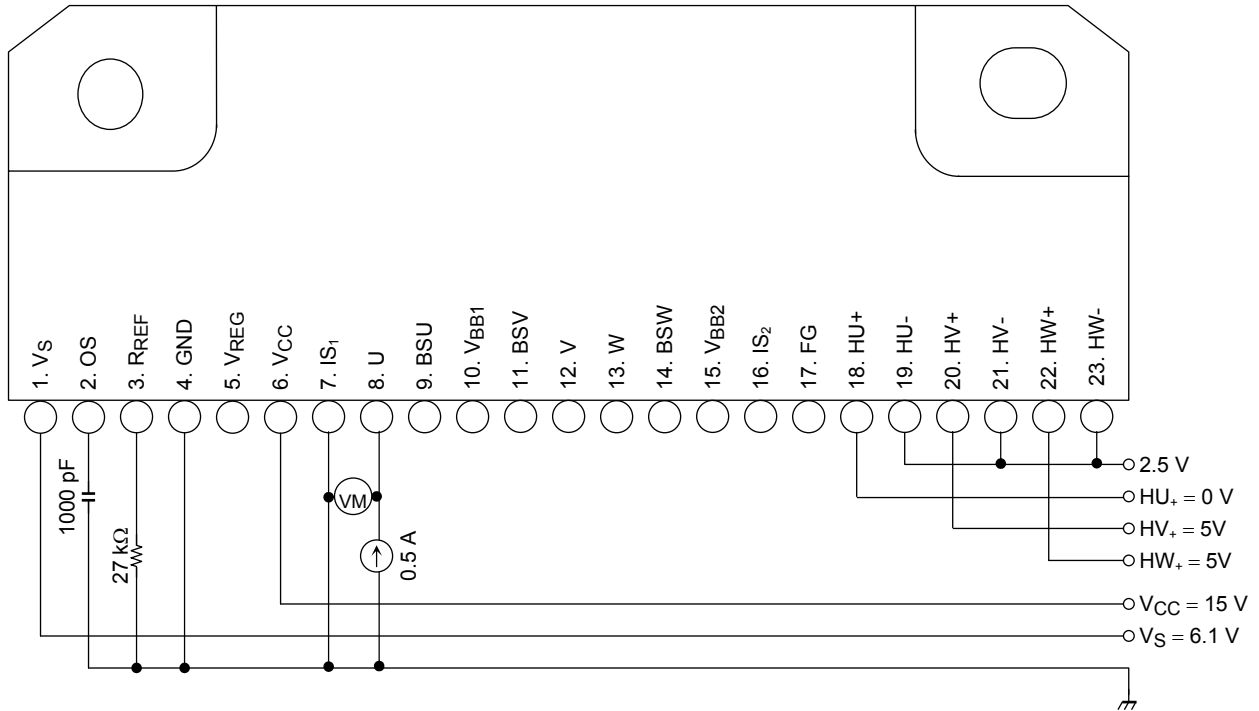 1. VS
2. OS
3. RREF
4. GND
5. VREG
6. VCC
7. IS1
8. U
9. BSU
10. VBB1
11. BSV
12. V
13. W
14. BSW
15. VBB2
16. IS2
17. FG
18. HU+
19. HU-
20. HV+
21. HV-
22. HW+
23. HW-
1000 pF
27 kΩ
VM
0.5 A
2.5 V
HU+ = 0 V
HV+ = 5V
HW+ = 5V
VCC = 15 V
VS = 6.1 V